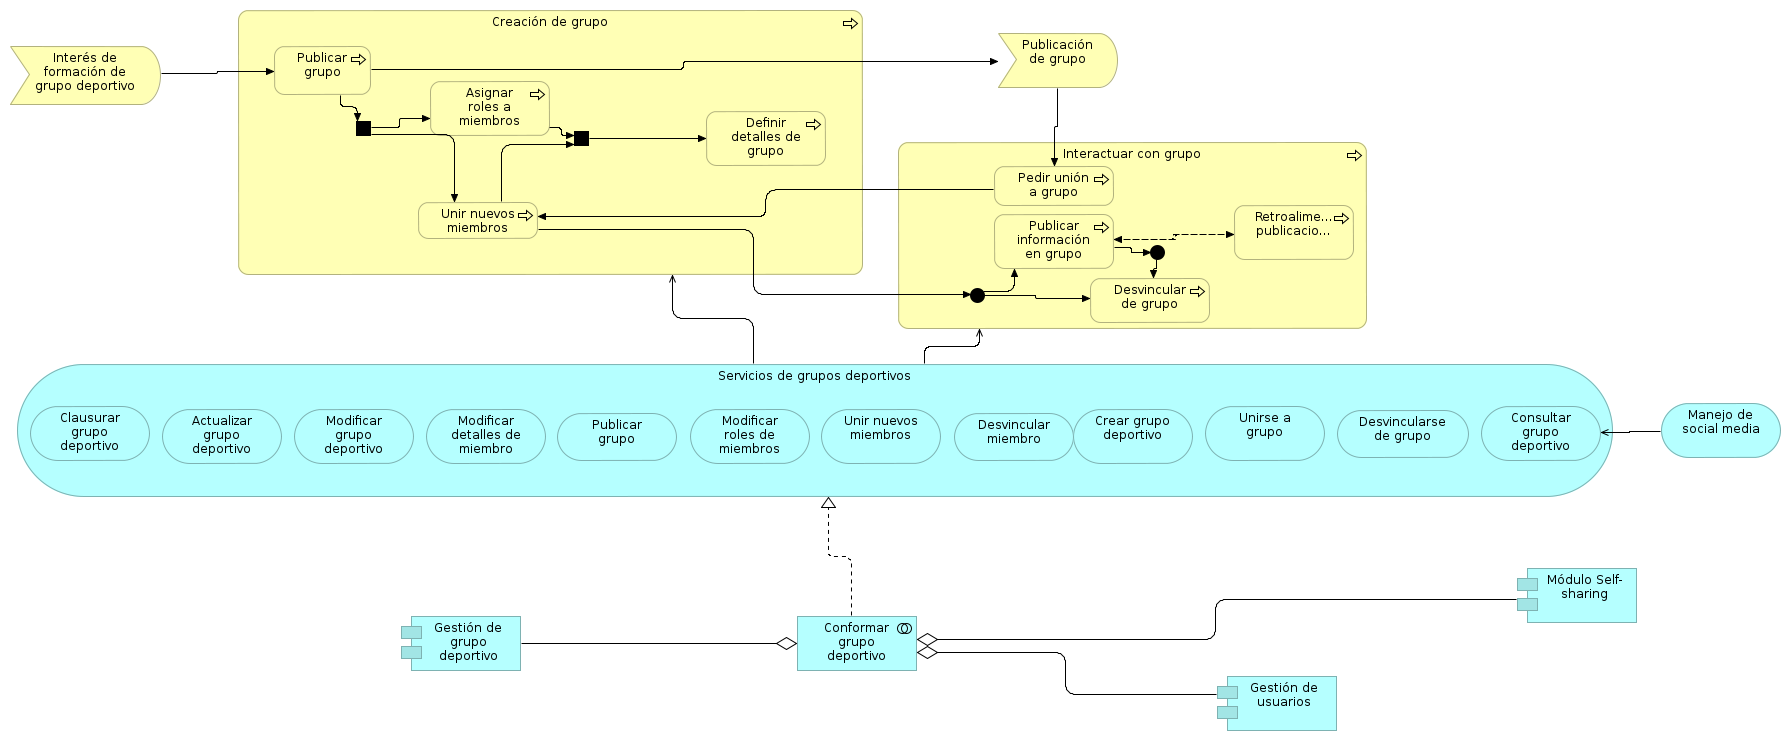 Creación de grupo
Interés de
formación de
grupo deportivo
Publicar
grupo
Publicación
de grupo
Asignar
roles a
miembros
Definir
detalles de
grupo
Unir nuevos
miembros
Interactuar con grupo
Pedir unión
a grupo
Publicar
información
en grupo
Retroalime...
publicacio...
Desvincular
de grupo
Servicios de grupos deportivos
Clausurar
grupo
deportivo
Actualizar
grupo
deportivo
Modificar
grupo
deportivo
Modificar
detalles de
miembro
Publicar
grupo
Modificar
roles de
miembros
Unir nuevos
miembros
Desvincular
miembro
Crear grupo
deportivo
Unirse a
grupo
Desvincularse
de grupo
Consultar
grupo
deportivo
Manejo de
social media
Gestión de
grupo
deportivo
Conformar
grupo
deportivo
Módulo Self-
sharing
Gestión de
usuarios